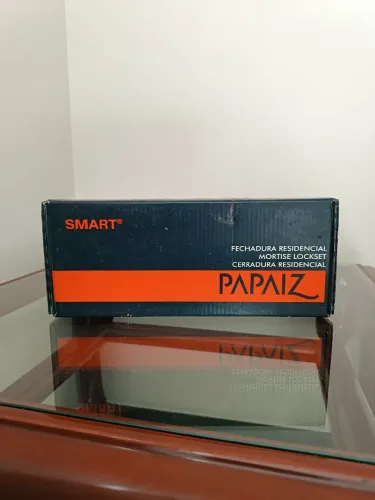 SMART®
FECHADURA RESIDENCIAL
MORTISE LOCKSET
CERRADURA RESIDENCIAL
PAPAIZ